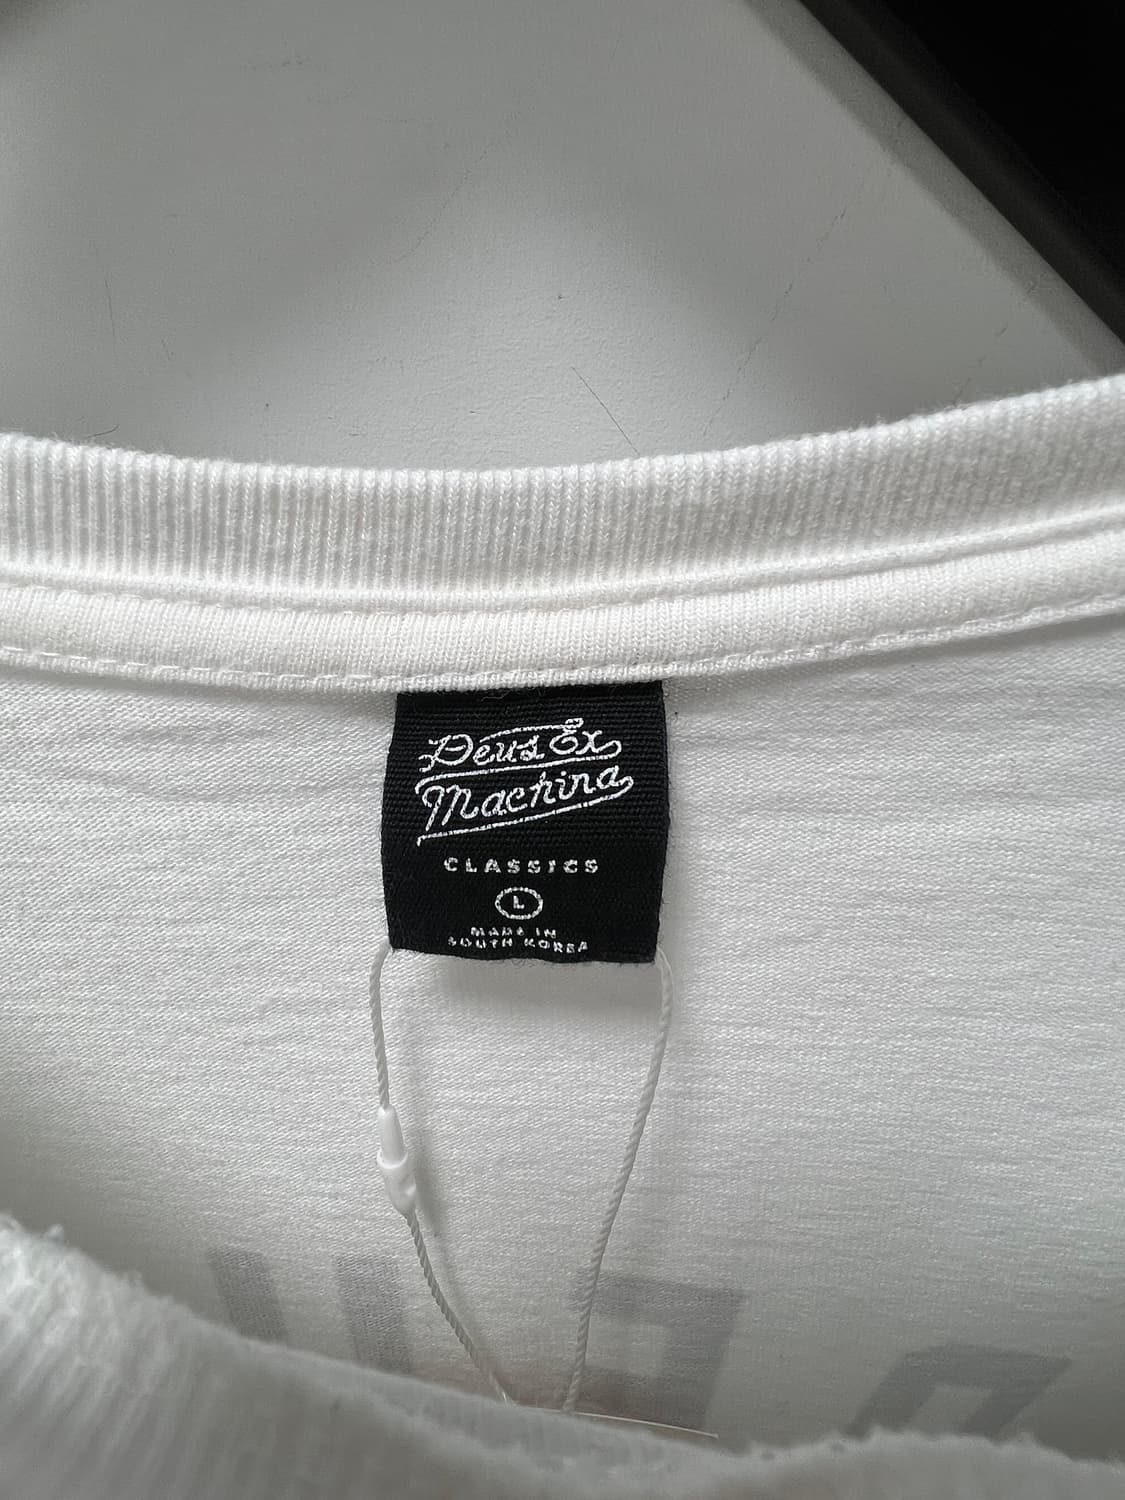 Deus Ex
Machina
CLASSICS
L
MADE IN
SOUTH KOREA